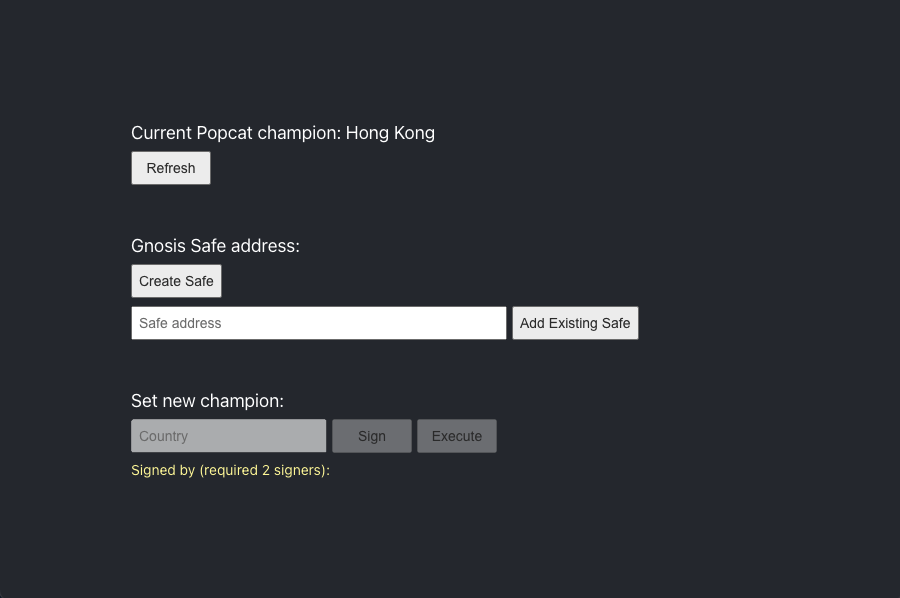 Current Popcat champion: Hong Kong
Refresh
Gnosis Safe address:
Create Safe
Safe address Add Existing Safe
Set new champion:
Country Sign Execute
Signed by (required 2 signers):